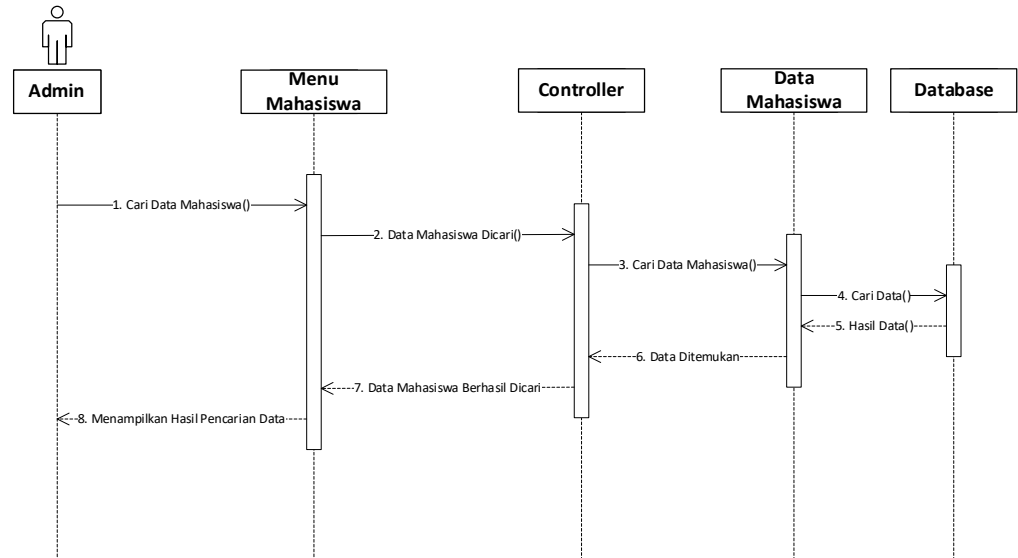 Admin
Menu
Mahasiswa
Controller
Data
Mahasiswa
Database
1. Cari Data Mahasiswa()
2. Data Mahasiswa Dicari()
3. Cari Data Mahasiswa()
4. Cari Data()
5. Hasil Data()
6. Data Ditemukan
7. Data Mahasiswa Berhasil Dicari
8. Menampilkan Hasil Pencarian Data